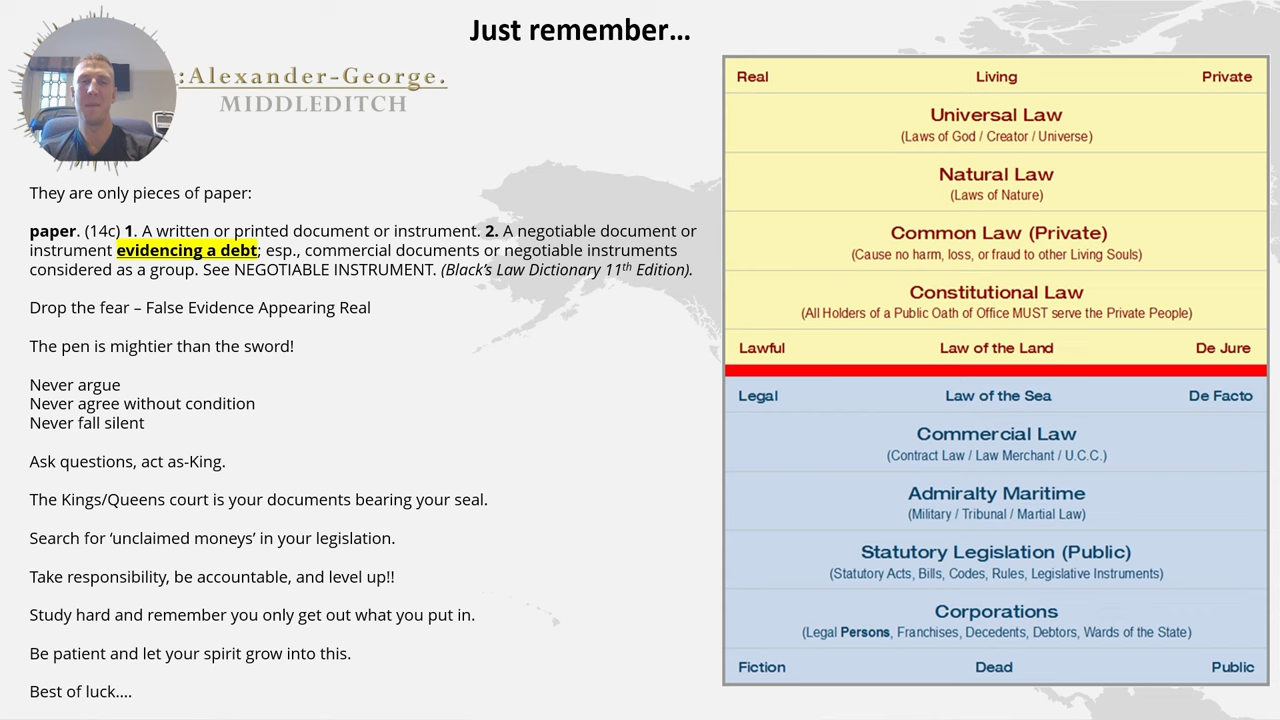 Just remember…
:Alexander-George.
MIDDLEDITCH
They are only pieces of paper:
paper. (14c) 1. A written or printed document or instrument. 2. A negotiable document or
instrument evidencing a debt; esp., commercial documents or negotiable instruments
considered as a group. See NEGOTIABLE INSTRUMENT. (Black’s Law Dictionary 11th Edition).
Drop the fear – False Evidence Appearing Real
The pen is mightier than the sword!
Never argue
Never agree without condition
Never fall silent
Ask questions, act as-King.
The Kings/Queens court is your documents bearing your seal.
Search for ‘unclaimed moneys’ in your legislation.
Take responsibility, be accountable, and level up!!
Study hard and remember you only get out what you put in.
Be patient and let your spirit grow into this.
Best of luck….
Real Living Private
Universal Law
(Laws of God / Creator / Universe)
Natural Law
(Laws of Nature)
Common Law (Private)
(Cause no harm, loss, or fraud to other Living Souls)
Constitutional Law
(All Holders of a Public Oath of Office MUST serve the Private People)
Lawful Law of the Land De Jure
Legal Law of the Sea De Facto
Commercial Law
(Contract Law / Law Merchant / U.C.C.)
Admiralty Maritime
(Military / Tribunal / Martial Law)
Statutory Legislation (Public)
(Statutory Acts, Bills, Codes, Rules, Legislative Instruments)
Corporations
(Legal Persons, Franchises, Decedents, Debtors, Wards of the State)
Fiction Dead Public